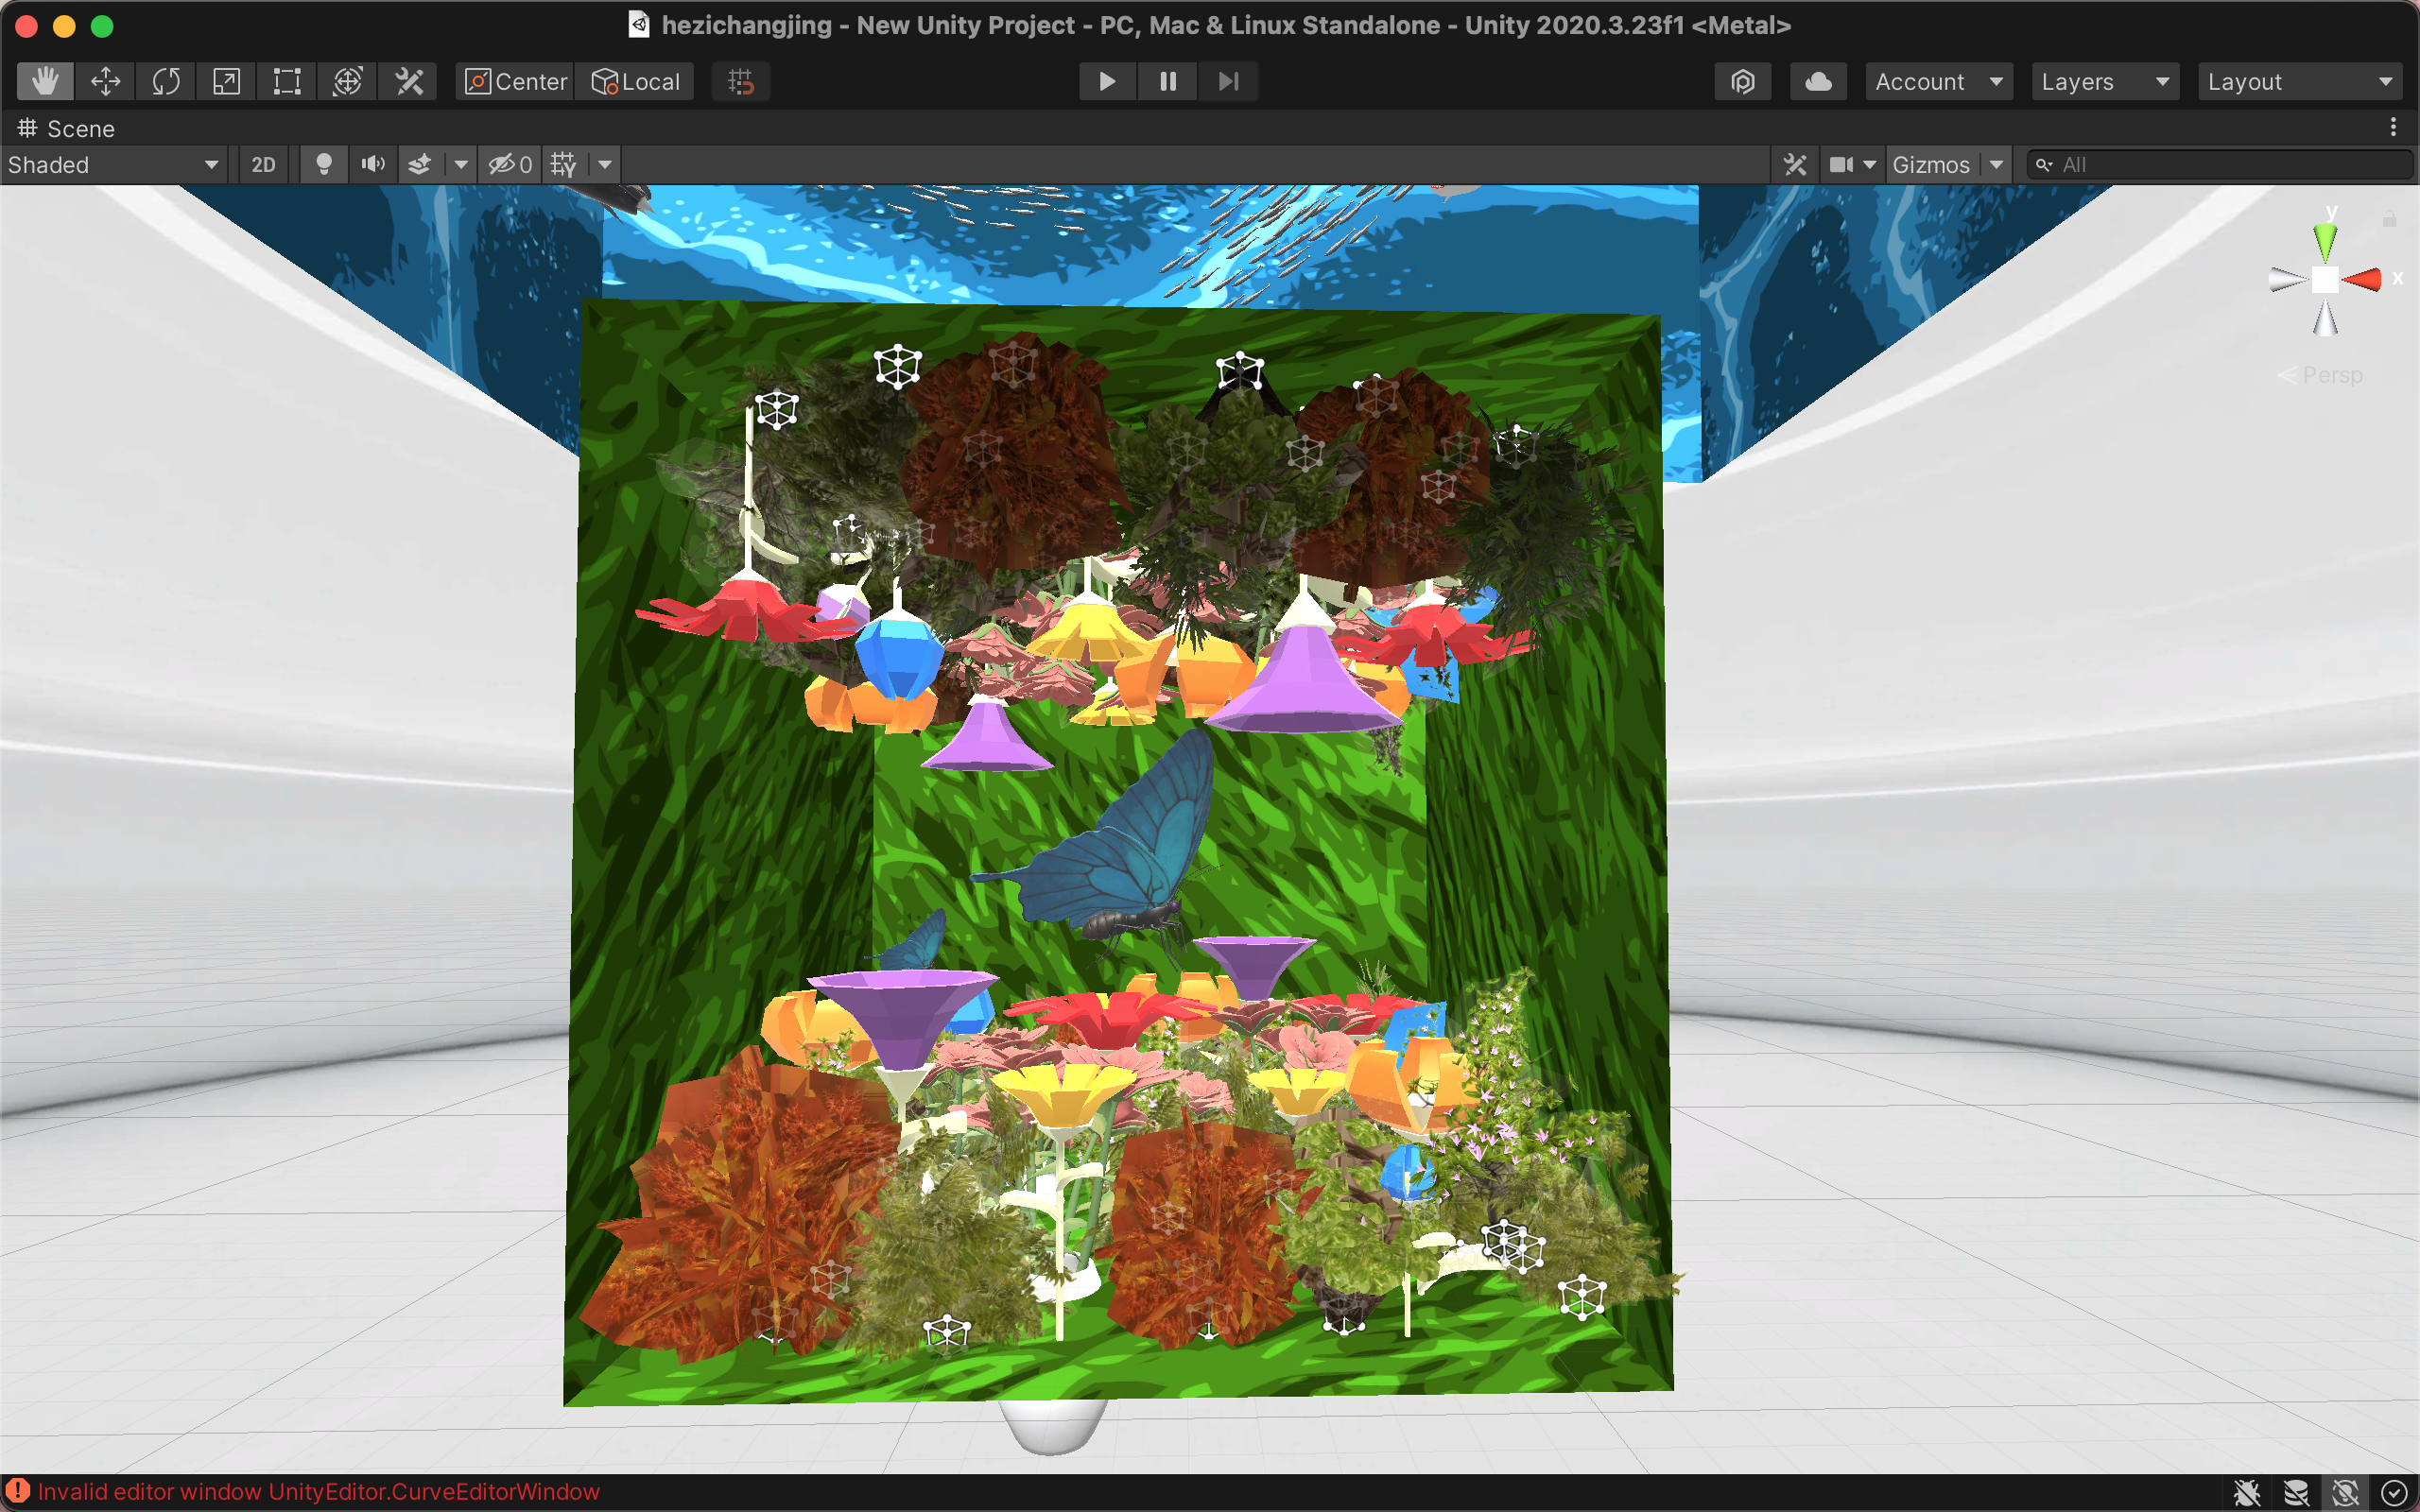 hezichangjing - New Unity Project - PC, Mac & Linux Standalone - Unity 2020.3.23f1 <Metal>
Center Local Account Layers Layout
Scene
Shaded 2D 0 Gizmos All
y
x
Persp
Invalid editor window UnityEditor.CurveEditorWindow